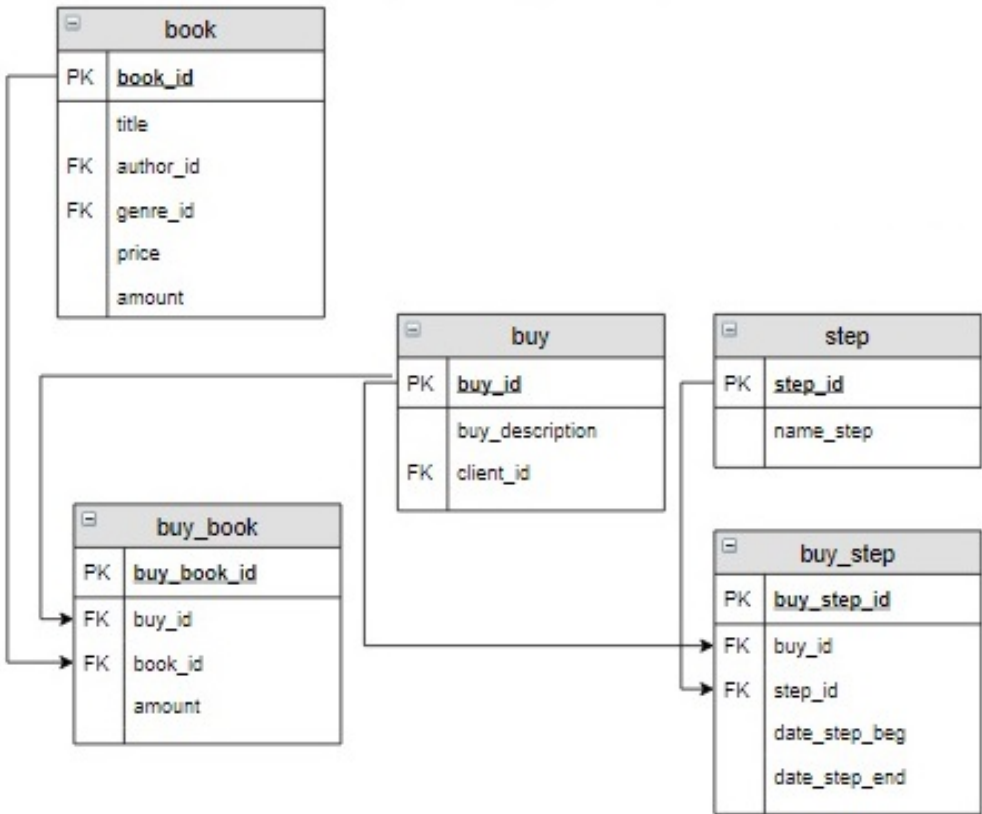 book
PK book_id
title
FK author_id
FK genre_id
price
amount
buy
PK buy_id
buy_description
FK client_id
step
PK step_id
name_step
buy_book
PK buy_book_id
FK buy_id
FK book_id
amount
buy_step
PK buy_step_id
FK buy_id
FK step_id
date_step_beg
date_step_end